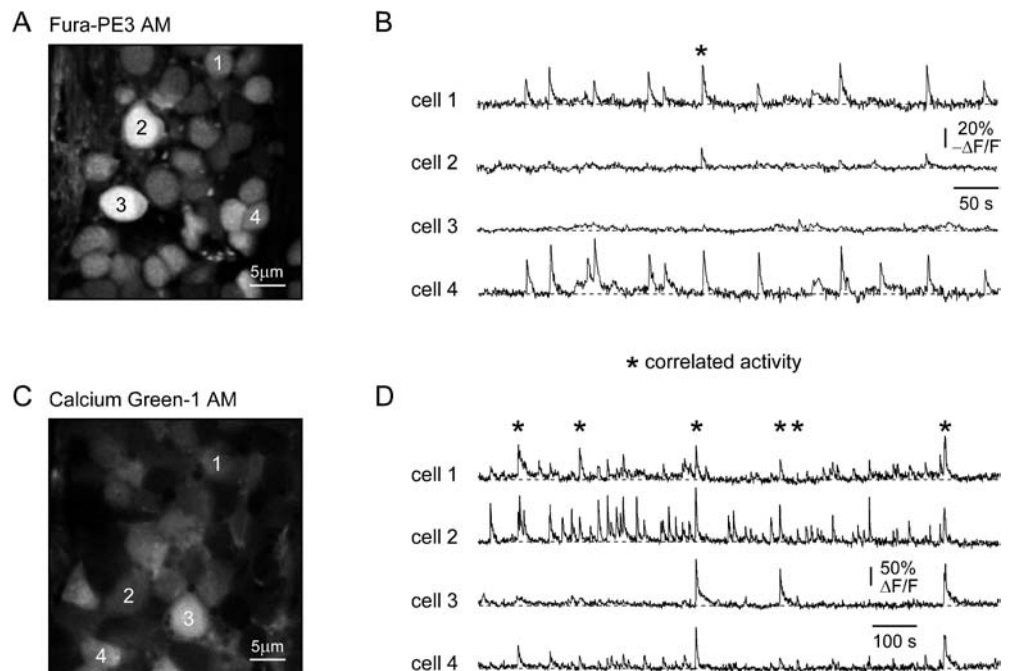 A Fura-PE3 AM
1
2
3
4
5μm
B
*
cell 1
20%
–ΔF/F
cell 2
50 s
cell 3
cell 4
* correlated activity
C Calcium Green-1 AM
1
2
3
4
5μm
D
* * * * * *
cell 1
cell 2
50%
ΔF/F
cell 3
100 s
cell 4